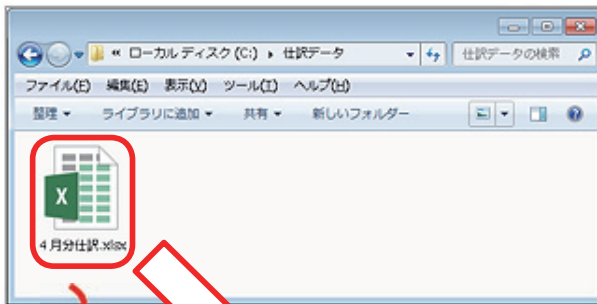 « ローカル ディスク (C:) ▸ 仕訳データ
仕訳データの検索
ファイル(F) 編集(E) 表示(V) ツール(T) ヘルプ(H)
整理 ライブラリに追加 共有 新しいフォルダー
X
4月分仕訳.xlsx